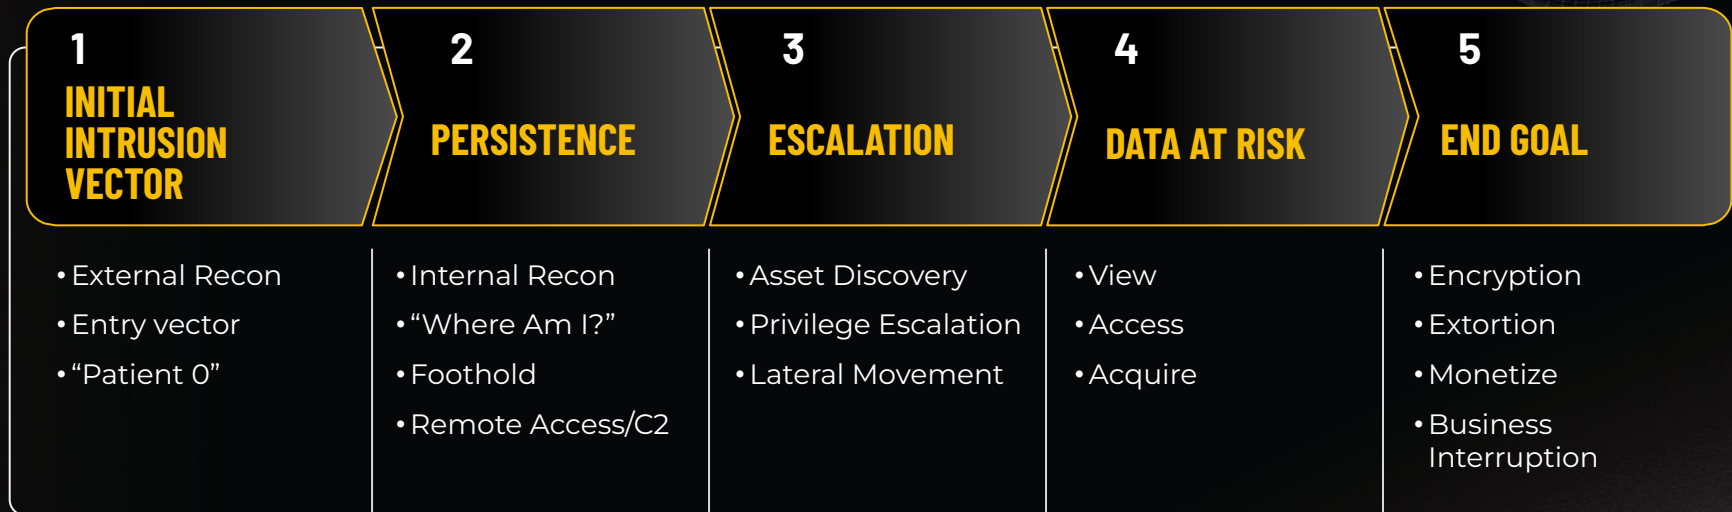 1
INITIAL
INTRUSION
VECTOR
• External Recon
• Entry vector
• “Patient 0”
2
PERSISTENCE
• Internal Recon
• “Where Am I?”
• Foothold
• Remote Access/C2
3
ESCALATION
• Asset Discovery
• Privilege Escalation
• Lateral Movement
4
DATA AT RISK
• View
• Access
• Acquire
5
END GOAL
• Encryption
• Extortion
• Monetize
• Business
Interruption